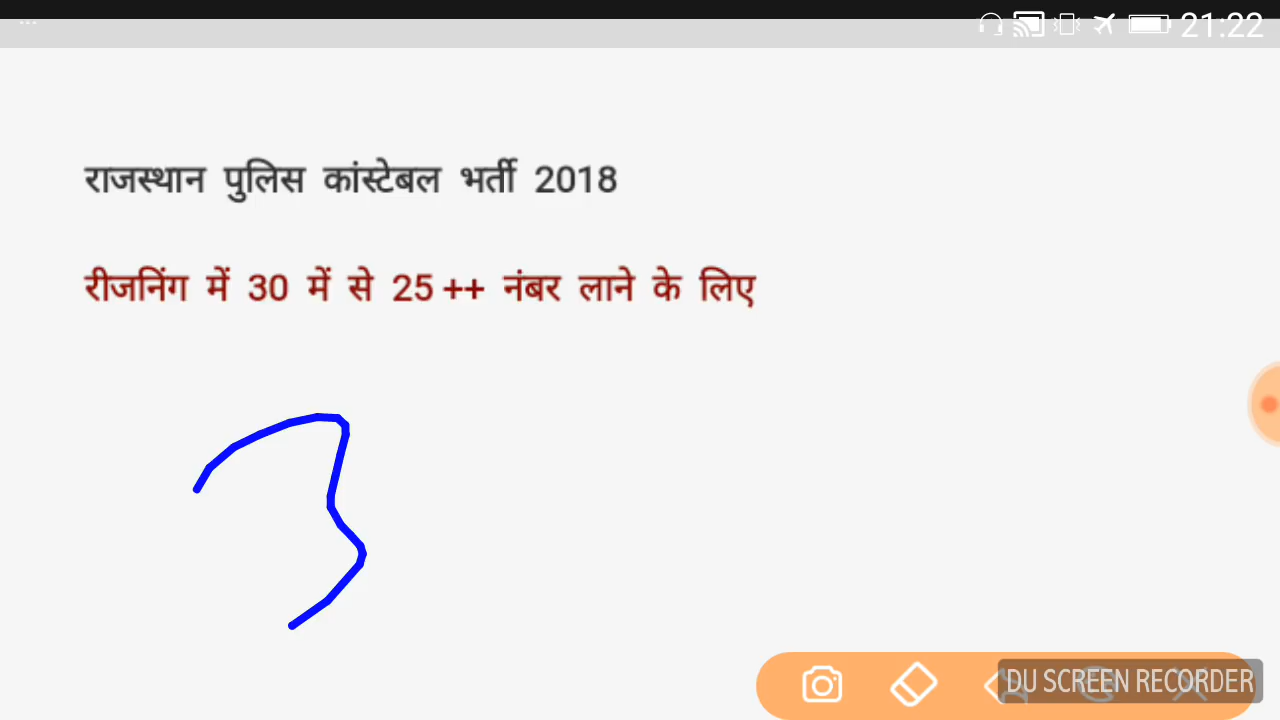 21:22
राजस्थान पुलिस कांस्टेबल भर्ती 2018
रीजनिंग में 30 में से 25 ++ नंबर लाने के लिए
3
DU SCREEN RECORDER